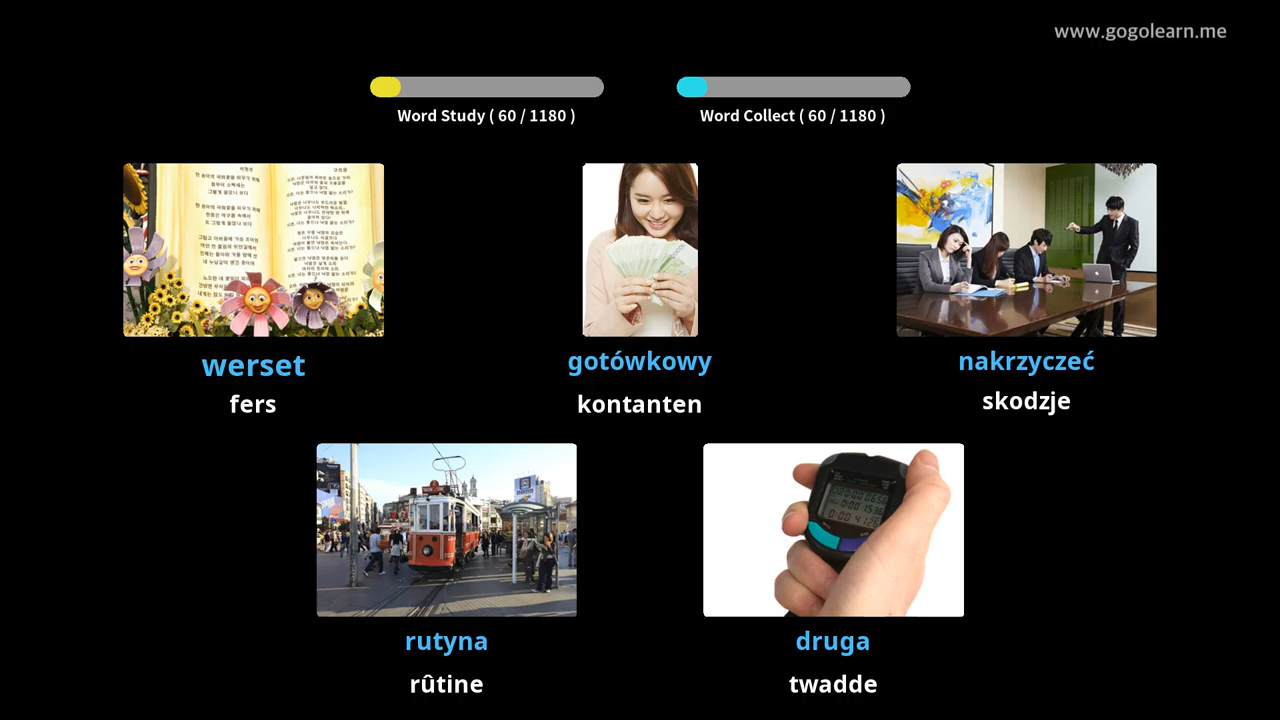 www.gogolearn.me
Word Study ( 60 / 1180 )
Word Collect ( 60 / 1180 )
werset
fers
gotówkowy
kontanten
nakrzyczeć
skodzje
rutyna
rûtine
druga
twadde